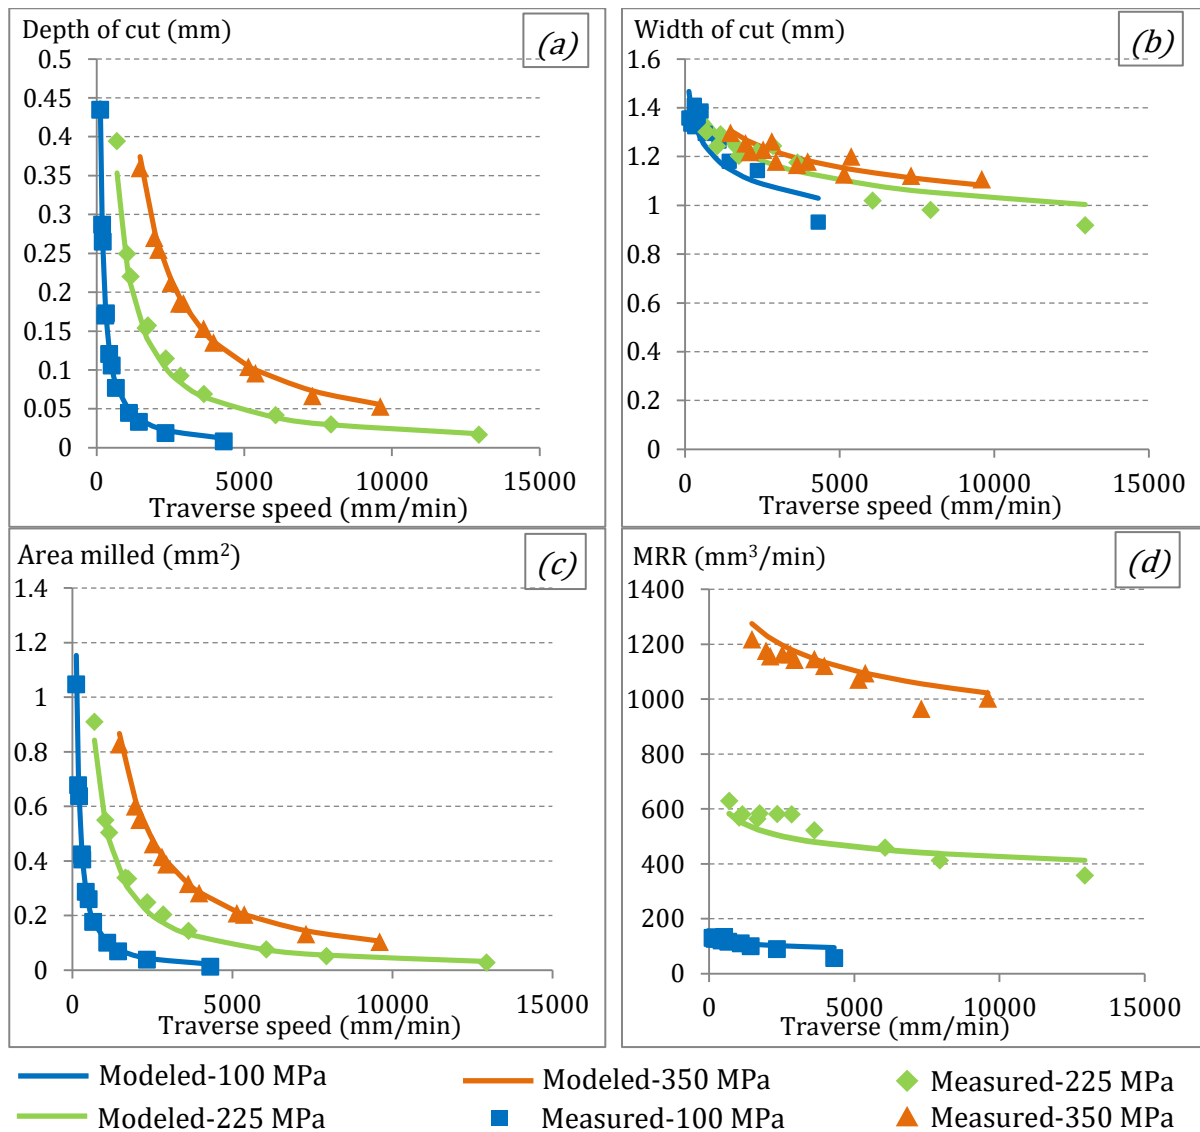 Depth of cut (mm)
(a)
0.5
0.45
0.4
0.35
0.3
0.25
0.2
0.15
0.1
0.05
0
0 5000 10000 15000
Traverse speed (mm/min)
Width of cut (mm)
(b)
1.6
1.4
1.2
1
0.8
0.6
0.4
0.2
0
0 5000 10000 15000
Traverse speed (mm/min)
Area milled (mm²)
(c)
1.4
1.2
1
0.8
0.6
0.4
0.2
0
0 5000 10000 15000
Traverse speed (mm/min)
MRR (mm³/min)
(d)
1400
1200
1000
800
600
400
200
0
0 5000 10000 15000
Traverse (mm/min)
Modeled-100 MPa Modeled-350 MPa Measured-225 MPa
Modeled-225 MPa Measured-100 MPa Measured-350 MPa